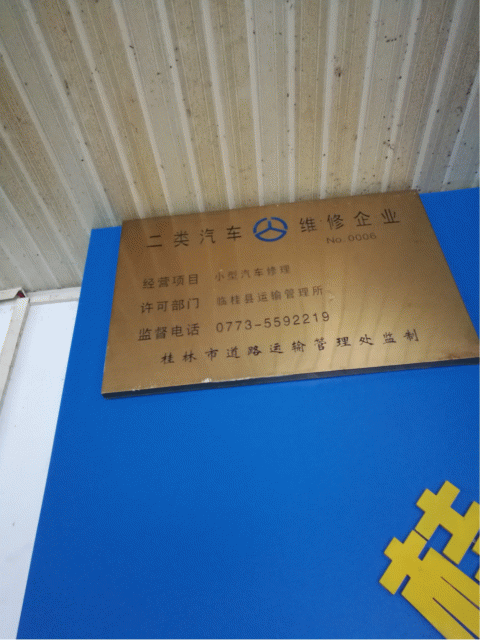 二类汽车维修企业
No 0006
经营项目 小型汽车修理
许可部门 临桂县运输管理所
监督电话 0773-5592219
桂林市道路运输管理处监制